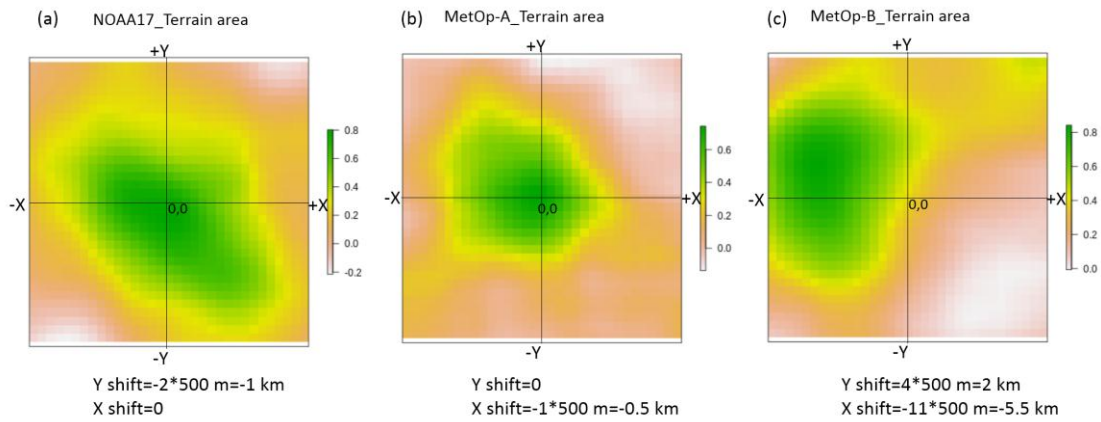 (a) NOAA17_Terrain area
+Y
-X
+X
0,0
-Y
0.8
0.6
0.4
0.2
0.0
-0.2
Y shift=-2*500 m=-1 km
X shift=0
(b) MetOp-A_Terrain area
+Y
-X
+X
0,0
-Y
0.6
0.4
0.2
0.0
Y shift=0
X shift=-1*500 m=-0.5 km
(c) MetOp-B_Terrain area
+Y
-X
+X
0,0
-Y
0.8
0.6
0.4
0.2
0.0
Y shift=4*500 m=2 km
X shift=-11*500 m=-5.5 km